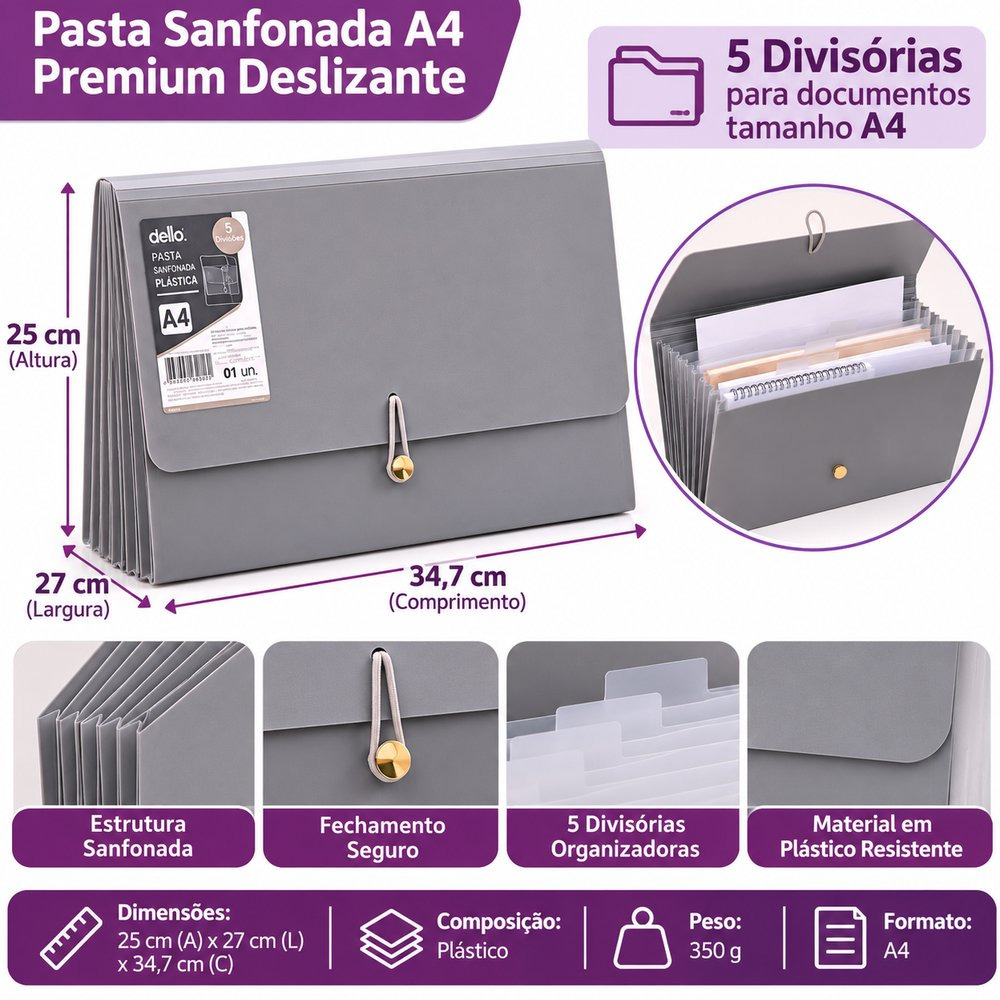 Pasta Sanfonada A4
Premium Deslizante
5 Divisórias
para documentos
tamanho A4
dello.
5
Divisões
PASTA
SANFONADA
PLÁSTICA
A4
01 un.
25 cm
(Altura)
27 cm
(Largura)
34,7 cm
(Comprimento)
Estrutura
Sanfonada
Fechamento
Seguro
5 Divisórias
Organizadoras
Material em
Plástico Resistente
Dimensões:
25 cm (A) x 27 cm (L)
x 34,7 cm (C)
Composição:
Plástico
Peso:
350 g
Formato:
A4